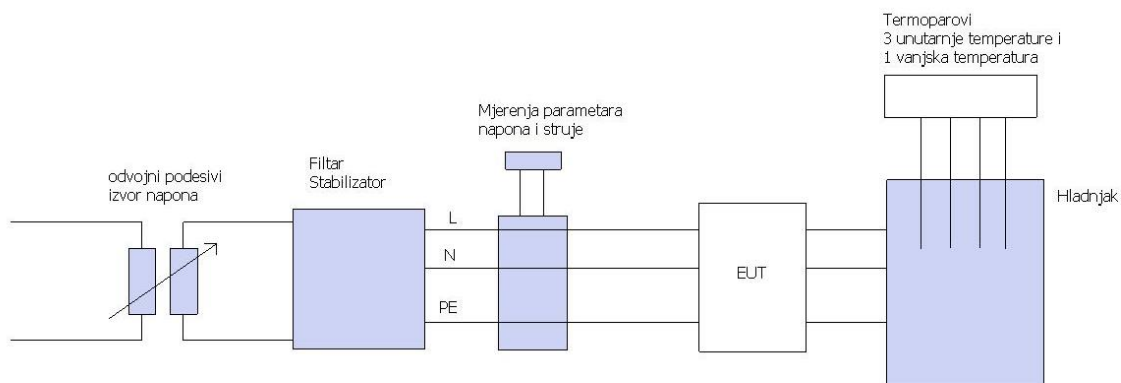 Termoparovi
3 unutarnje temperature i
1 vanjska temperatura
Mjerenja parametara
napona i struje
Filtar
Stabilizator
odvojni podesivi
izvor napona
Hladnjak
L
N
EUT
PE